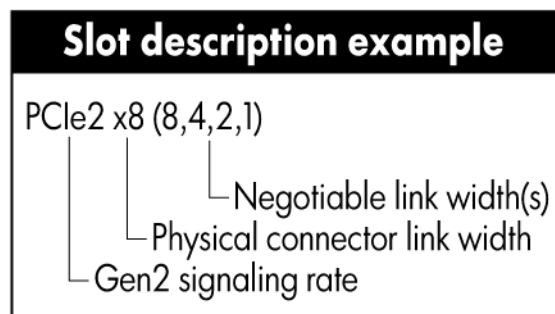 Slot description example
PCIe2 x8 (8,4,2,1)
Negotiable link width(s)
Physical connector link width
Gen2 signaling rate